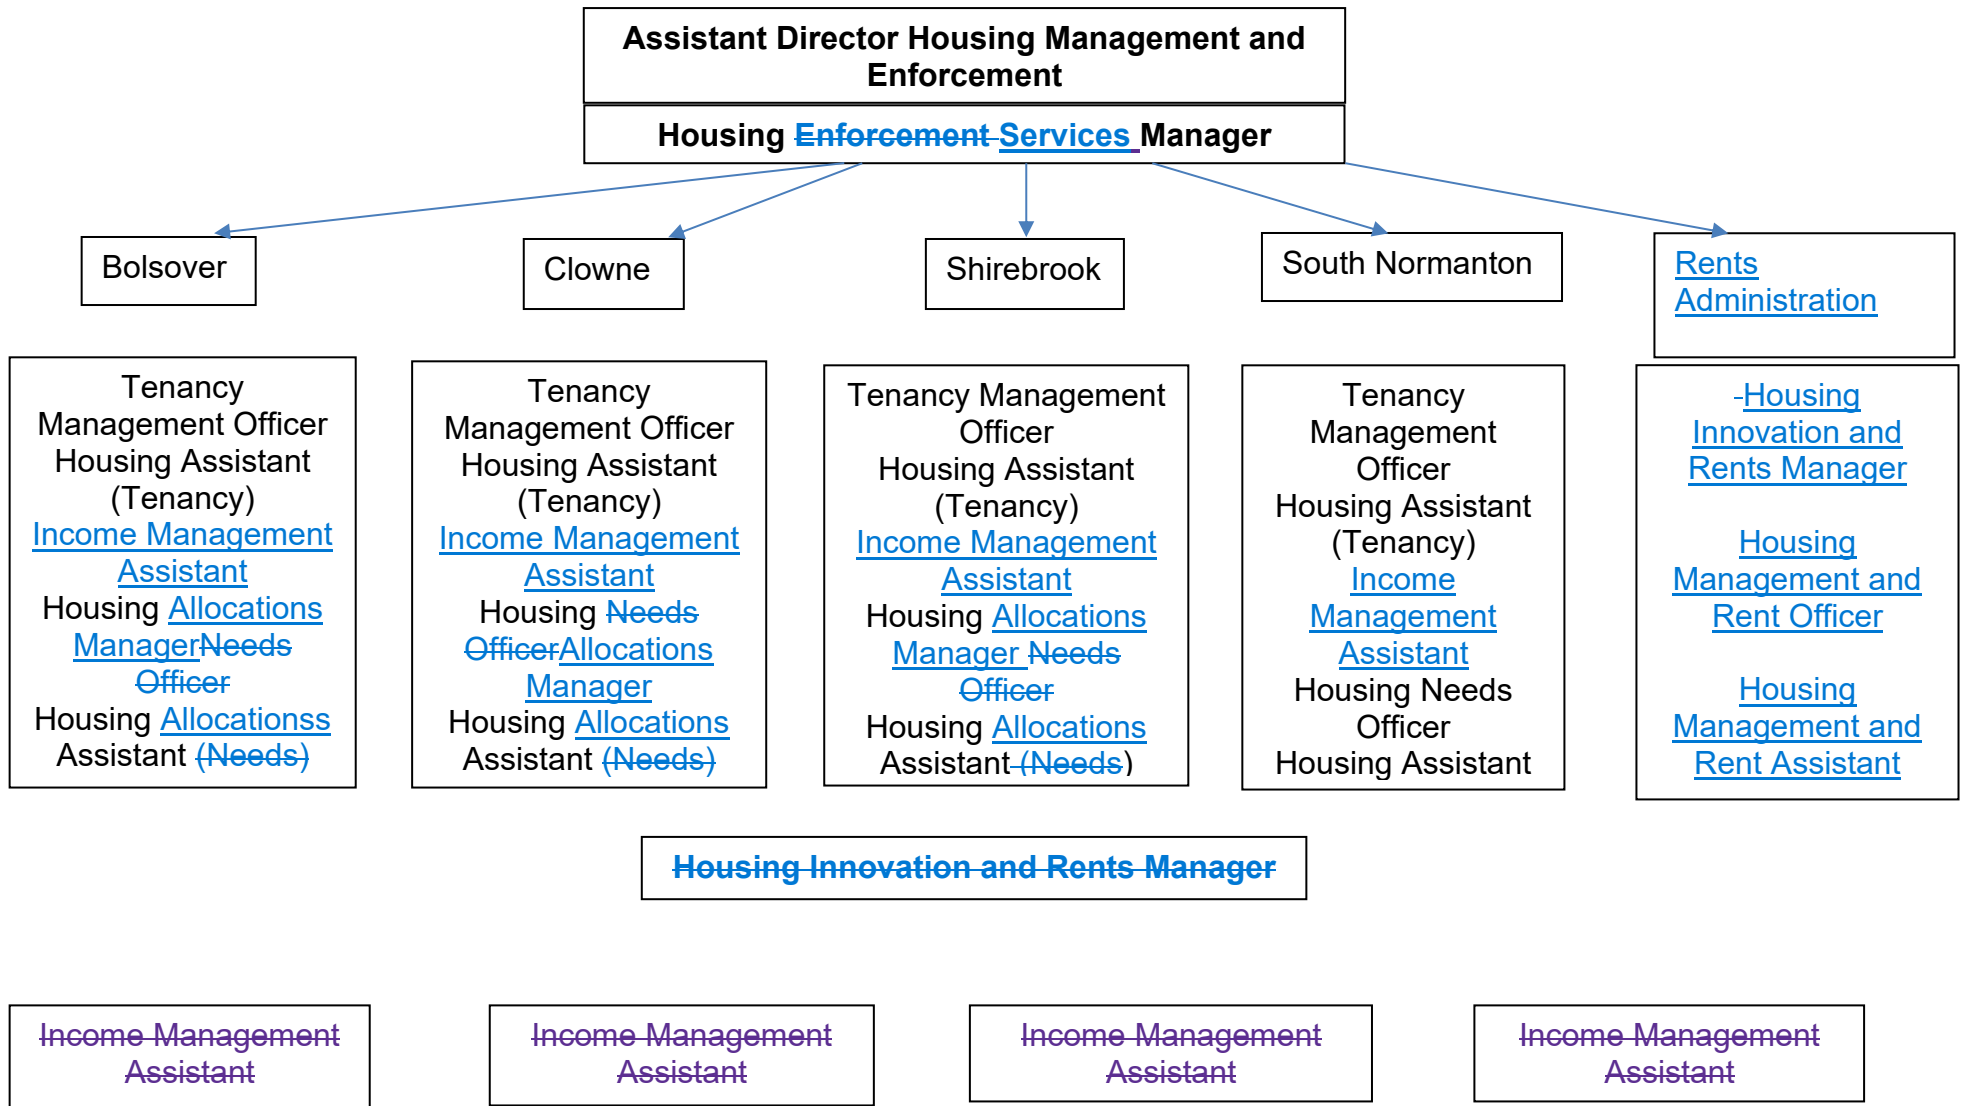 Assistant Director Housing Management and
Enforcement
Housing Enforcement Services Manager
Bolsover
Clowne
Shirebrook
South Normanton
Rents
Administration
Tenancy
Management Officer
Housing Assistant
(Tenancy)
Income Management
Assistant
Housing Allocations
ManagerNeeds
Officer
Housing Allocationss
Assistant (Needs)
Tenancy
Management Officer
Housing Assistant
(Tenancy)
Income Management
Assistant
Housing Needs
OfficerAllocations
Manager
Housing Allocations
Assistant (Needs)
Tenancy Management
Officer
Housing Assistant
(Tenancy)
Income Management
Assistant
Housing Allocations
Manager Needs
Officer
Housing Allocations
Assistant (Needs)
Tenancy
Management
Officer
Housing Assistant
(Tenancy)
Income
Management
Assistant
Housing Needs
Officer
Housing Assistant
-Housing
Innovation and
Rents Manager
Housing
Management and
Rent Officer
Housing
Management and
Rent Assistant
Housing Innovation and Rents Manager
Income Management
Assistant
Income Management
Assistant
Income Management
Assistant
Income Management
Assistant